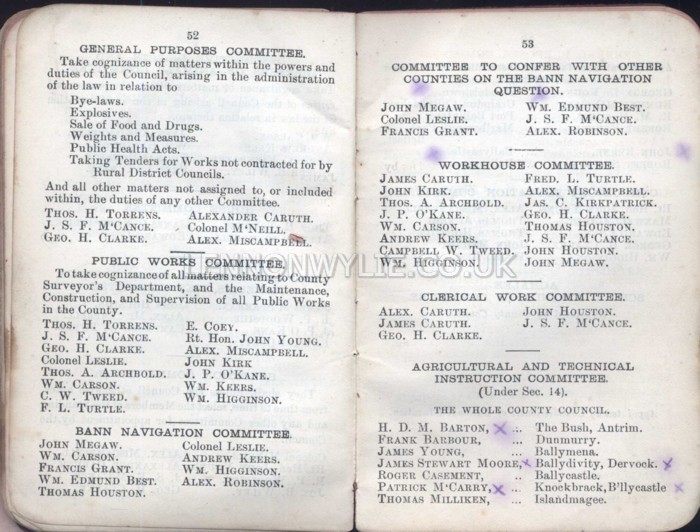 52
GENERAL PURPOSES COMMITTEE.
Take cognizance of matters within the powers and
duties of the Council, arising in the administration
of the law in relation to
Bye-laws.
Explosives.
Sale of Food and Drugs.
Weights and Measures.
Public Health Acts.
Taking Tenders for Works not contracted for by
Rural District Councils.
And all other matters not assigned to, or included
within, the duties of any other Committee.
THOS. H. TORRENS. ALEXANDER CARUTH.
J. S. F. M'CANCE. Colonel M'NEILL.
GEO. H. CLARKE. ALEX. MISCAMPBELL.
PUBLIC WORKS COMMITTEE.
To take cognizance of all matters relating to County
Surveyor's Department, and the Maintenance,
Construction, and Supervision of all Public Works
in the County.
THOS. H. TORRENS. E. COEY.
J. S. F. M'CANCE. Rt. Hon. JOHN YOUNG.
GEO. H. CLARKE. ALEX. MISCAMPBELL.
Colonel LESLIE. JOHN KIRK
THOS. A. ARCHBOLD. J. P. O'KANE.
WM. CARSON. WM. KEERS.
C. W. TWEED. WM. HIGGINSON.
F. L. TURTLE.
BANN NAVIGATION COMMITTEE.
JOHN MEGAW. Colonel LESLIE.
WM. CARSON. ANDREW KEERS.
FRANCIS GRANT. WM. HIGGINSON.
WM. EDMUND BEST. ALEX. ROBINSON.
THOMAS HOUSTON.
53
COMMITTEE TO CONFER WITH OTHER
COUNTIES ON THE BANN NAVIGATION
QUESTION.
JOHN MEGAW. WM. EDMUND BEST.
Colonel LESLIE. J. S. F. M'CANCE.
FRANCIS GRANT. ALEX. ROBINSON.
WORKHOUSE COMMITTEE.
JAMES CARUTH. FRED. L. TURTLE.
JOHN KIRK. ALEX. MISCAMPBELL.
THOS. A. ARCHBOLD. JAS. C. KIRKPATRICK.
J. P. O'KANE. GEO. H. CLARKE.
WM. CARSON. THOMAS HOUSTON.
ANDREW KEERS. J. S. F. M'CANCE.
CAMPBELL W. TWEED. JOHN HOUSTON.
WM. HIGGINSON. JOHN MEGAW.
CLERICAL WORK COMMITTEE.
ALEX. CARUTH. JOHN HOUSTON.
JAMES CARUTH. J. S. F. M'CANCE.
GEO. H. CLARKE.
AGRICULTURAL AND TECHNICAL
INSTRUCTION COMMITTEE.
(Under Sec. 14).
THE WHOLE COUNTY COUNCIL.
H. D. M. BARTON, ... The Bush, Antrim.
FRANK BARBOUR, ... Dunmurry.
JAMES YOUNG, ... Ballymena.
JAMES STEWART MOORE, Ballydivity, Dervock.
ROGER CASEMENT, .. Ballycastle.
PATRICK M'CARRY, ... Knockbrack, B'llycastle
THOMAS MILLIKEN, ... Islandmagee.
LENNONWYLIE.CO.UK